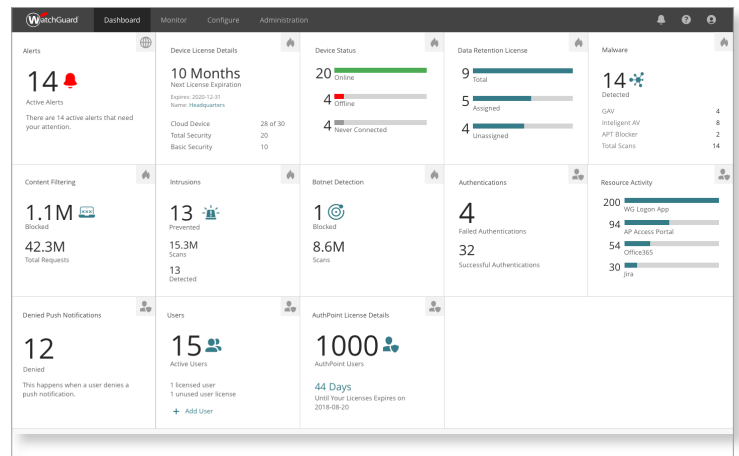 WatchGuard Dashboard Monitor Configure Administration
Alerts
14
Active Alerts
There are 14 active alerts that need
your attention.
Device License Details
10 Months
Next License Expiration
Expires: 2020-12-31
Name: Headquarters
Cloud Device 28 of 30
Total Security 20
Basic Security 10
Device Status
20 Online
4 Offline
4 Never Connected
Data Retention License
9 Total
5 Assigned
4 Unassigned
Malware
14
Detected
GAV 4
Inteligent AV 8
APT Blocker 2
Total Scans 14
Content Filtering
1.1M xxx
Blocked
42.3M
Total Requests
Intrusions
13
Prevented
15.3M
Scans
13
Detected
Botnet Detection
1
Blocked
8.6M
Scans
Authentications
4
Failed Authentications
32
Successful Authentications
Resource Activity
200 WG Logon App
94 AP Access Portal
54 Office365
30 Jira
Denied Push Notifications
12
Denied
This happens when a user denies a
push notification.
Users
15
Active Users
1 licensed user
1 unused user license
+ Add User
AuthPoint License Details
1000
AuthPoint Users
44 Days
Until Your Licenses Expires on
2018-08-20